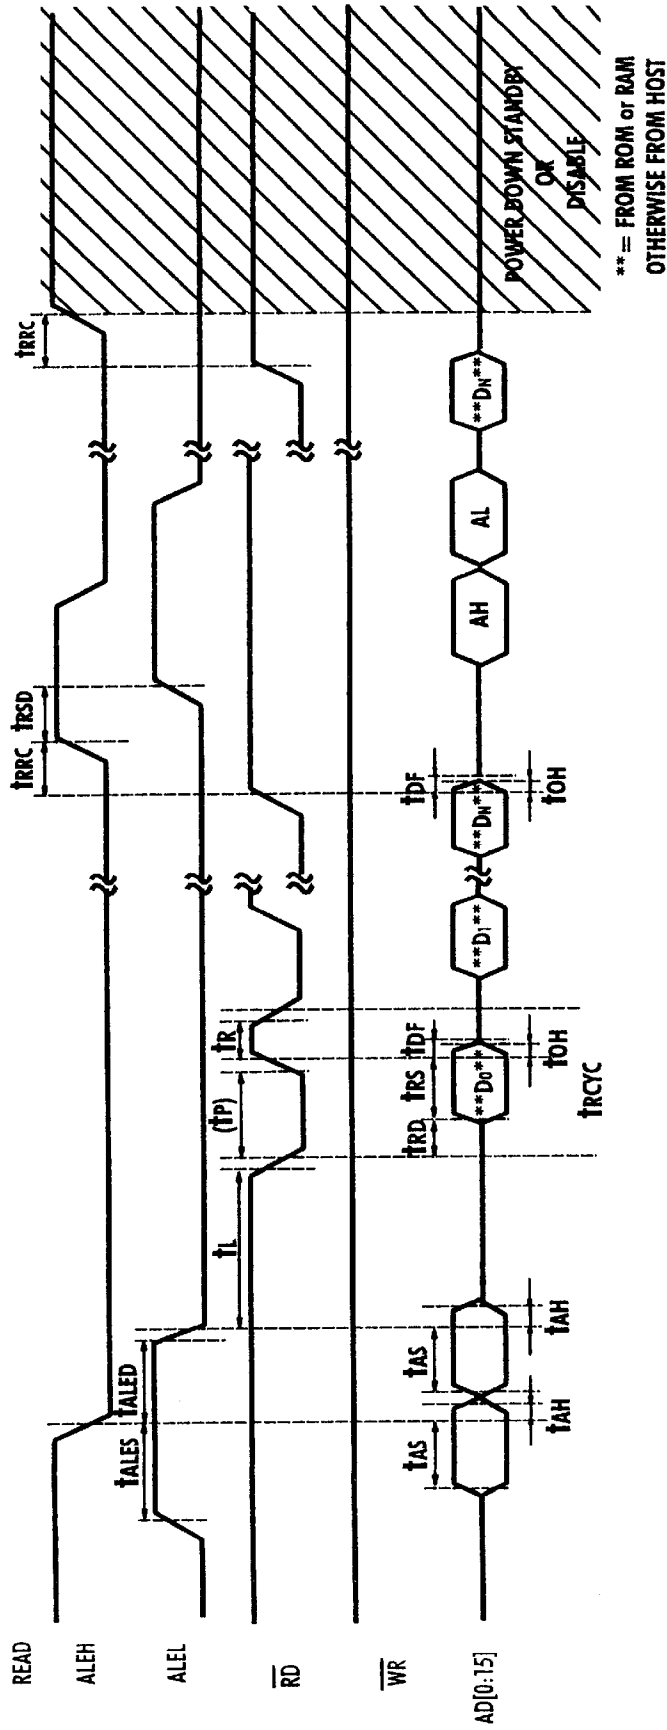 READ
ALEH
ALEL
RD
WR
AD[0:15]
tALES
tALED
tL
(tP)
tR
tRRC
tRSD
tRRC
tAS
tAH
tAS
tAH
tRD
tRS
tDF
tOH
tRCYC
tDF
tOH
**D0**
**D1**
**DN**
AH
AL
**DN**
POWER DOWN STANDBY
OR
DISABLE
**= FROM ROM or RAM
OTHERWISE FROM HOST